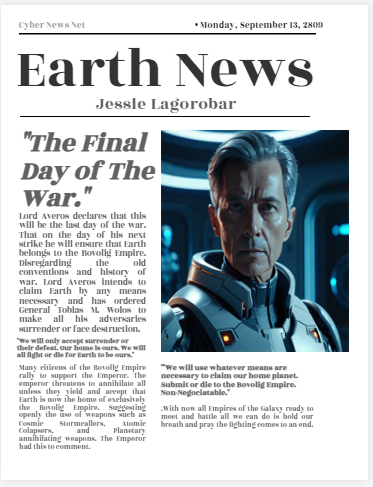 Cyber News Net
• Monday, September 13, 2809
Earth News
Jessie Lagorobar
"The Final
Day of The
War."
Lord Averos declares that this
will be the last day of the war.
That on the day of his next
strike he will ensure that Earth
belongs to the Bovolig Empire.
Disregarding the old
conventions and history of
war. Lord Averos intends to
claim Earth by any means
necessary and has ordered
General Tobias M. Wolos to
make all his adversaries
surrender or face destruction.
"We will only accept surrender or
their defeat. Our home is ours. We will
all fight or die for Earth to be ours."
Many citizens of the Bovolig Empire
rally to support the Emperor. The
emperor threatens to annihilate all
unless they yield and accept that
Earth is now the home of exclusively
the Bovolig Empire. Suggesting
openly the use of weapons such as
Cosmic Stormeallers, Atomic
Colapsers, and Planetary
annihilating weapons. The Emperor
had this to comment.
"'We will use whatever means are
necessary to claim our home planet.
Submit or die to the Bovolig Empire.
Non-Negociatable."
.With now all Empires of the Galaxy ready to
meet and battle all we can do is hold our
breath and pray the fighting comes to an end.